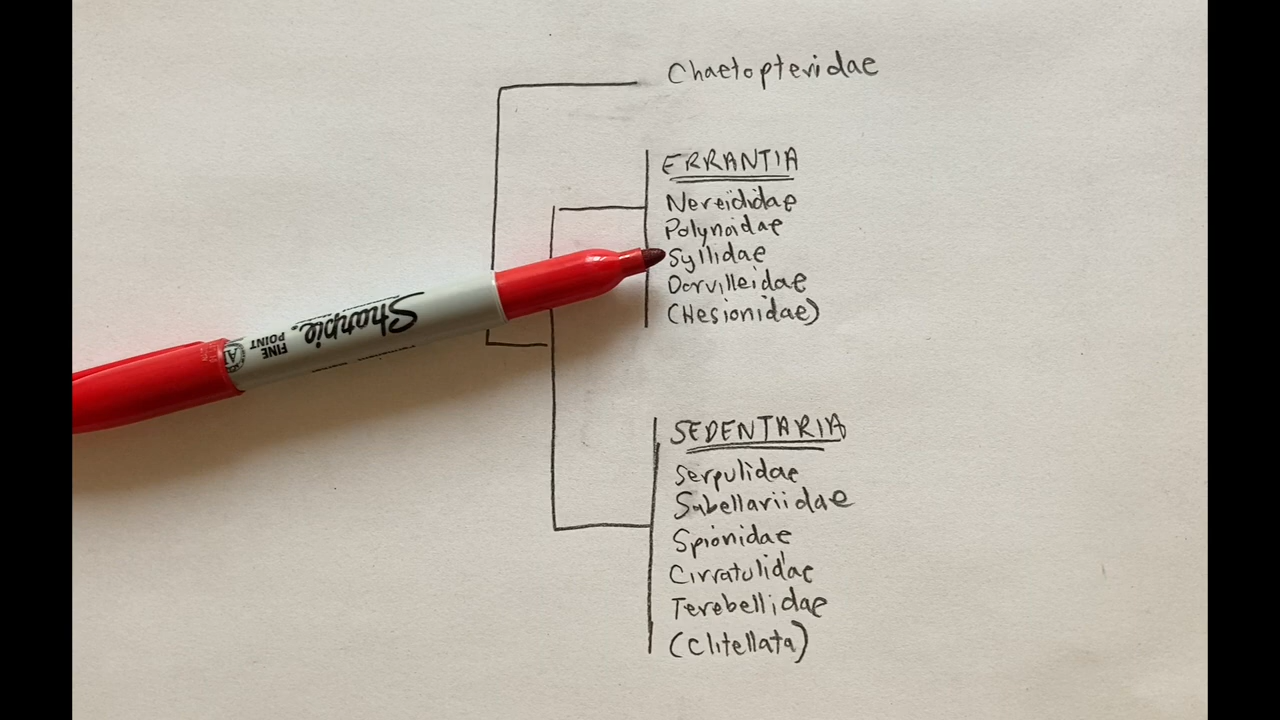 Chaetopteridae
ERRANTIA
Nereididae
Polynoidae
Syllidae
Dorvilleidae
(Hesionidae)
Sharpie.
FINE
POINT
SEDENTARIA
Serpulidae
Sabellariidae
Spionidae
Cirratulidae
Terebellidae
(Clitellata)